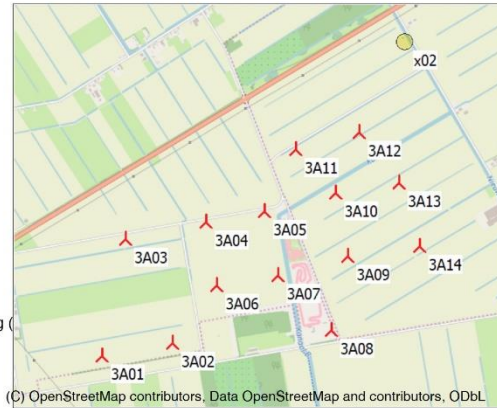 x02
3A12
3A11
3A13
3A10
3A05
3A04
3A03
3A14
3A09
3A07
3A06
g (
3A08
3A02
3A01
(C) OpenStreetMap contributors, Data OpenStreetMap and contributors, ODbL